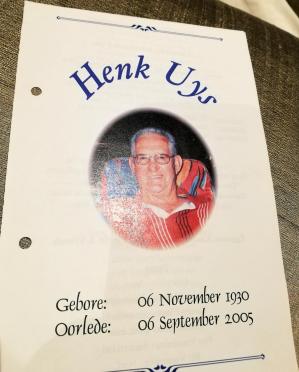 Henk Uys
Gebore: 06 November 1930
Oorlede: 06 September 2005